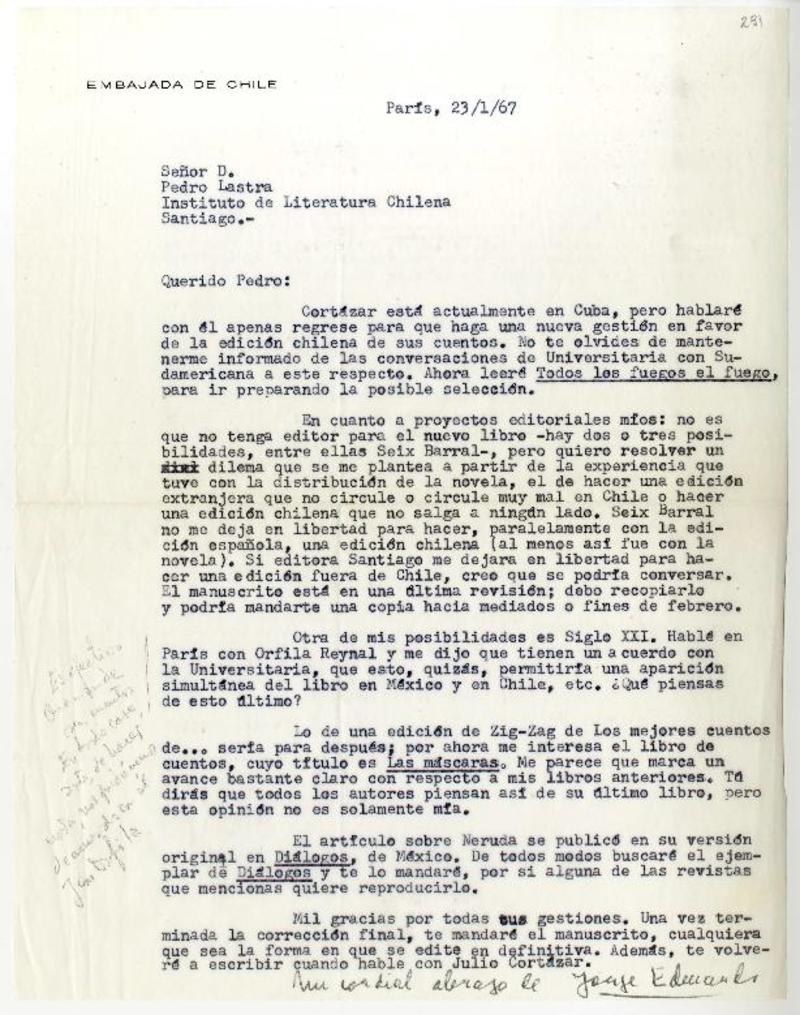 291
EMBAJADA DE CHILE
París, 23/1/67
Señor D.
Pedro Lastra
Instituto de Literatura Chilena
Santiago.-
Querido Pedro:
Cortázar está actualmente en Cuba, pero hablaré
con él apenas regrese para que haga una nueva gestión en favor
de la edición chilena de sus cuentos. No te olvides de mante-
nerme informado de las conversaciones de Universitaria con Su-
damericana a este respecto. Ahora leeré Todos los fuegos el fuego,
para ir preparando la posible selección.
En cuanto a proyectos editoriales míos: no es
que no tenga editor para el nuevo libro -hay dos o tres posi-
bilidades, entre ellas Seix Barral-, pero quiero resolver un
dilema que se me plantea a partir de la experiencia que
tuve con la distribución de la novela, el de hacer una edición
extranjera que no circule o circule muy mal en Chile o hacer
una edición chilena que no salga a ningún lado. Seix Barral
no me deja en libertad para hacer, paralelamente con la edi-
ción española, una edición chilena (al menos así fue con la
novela). Si editora Santiago me dejara en libertad para ha-
cer una edición fuera de Chile, creo que se podría conversar.
El manuscrito está en una última revisión; debo recopiarlo
y podría mandarte una copia hacia mediados o fines de febrero.
Otra de mis posibilidades es Siglo XXI. Hablé en
París con Orfila Reynal y me dijo que tienen un acuerdo con
la Universitaria, que esto, quizás, permitiría una aparición
simultánea del libro en México y en Chile, etc. ¿Qué piensas
de esto último?
Lo de una edición de Zig-Zag de Los mejores cuentos
de... sería para después; por ahora me interesa el libro de
cuentos, cuyo título es Las máscaras. Me parece que marca un
avance bastante claro con respecto a mis libros anteriores. Tú
dirás que todos los autores piensan así de su último libro, pero
esta opinión no es solamente mía.
El artículo sobre Neruda se publicó en su versión
original en Diálogos, de México. De todos modos buscaré el ejem-
plar de Diálogos y te lo mandaré, por si alguna de las revistas
que mencionas quiere reproducirlo.
Mil gracias por todas tus gestiones. Una vez ter-
minada la corrección final, te mandaré el manuscrito, cualquiera
que sea la forma en que se edite en definitiva. Además, te volve-
ré a escribir cuando hable con Julio Cortázar.
Un cordial abrazo de Jorge Edwards